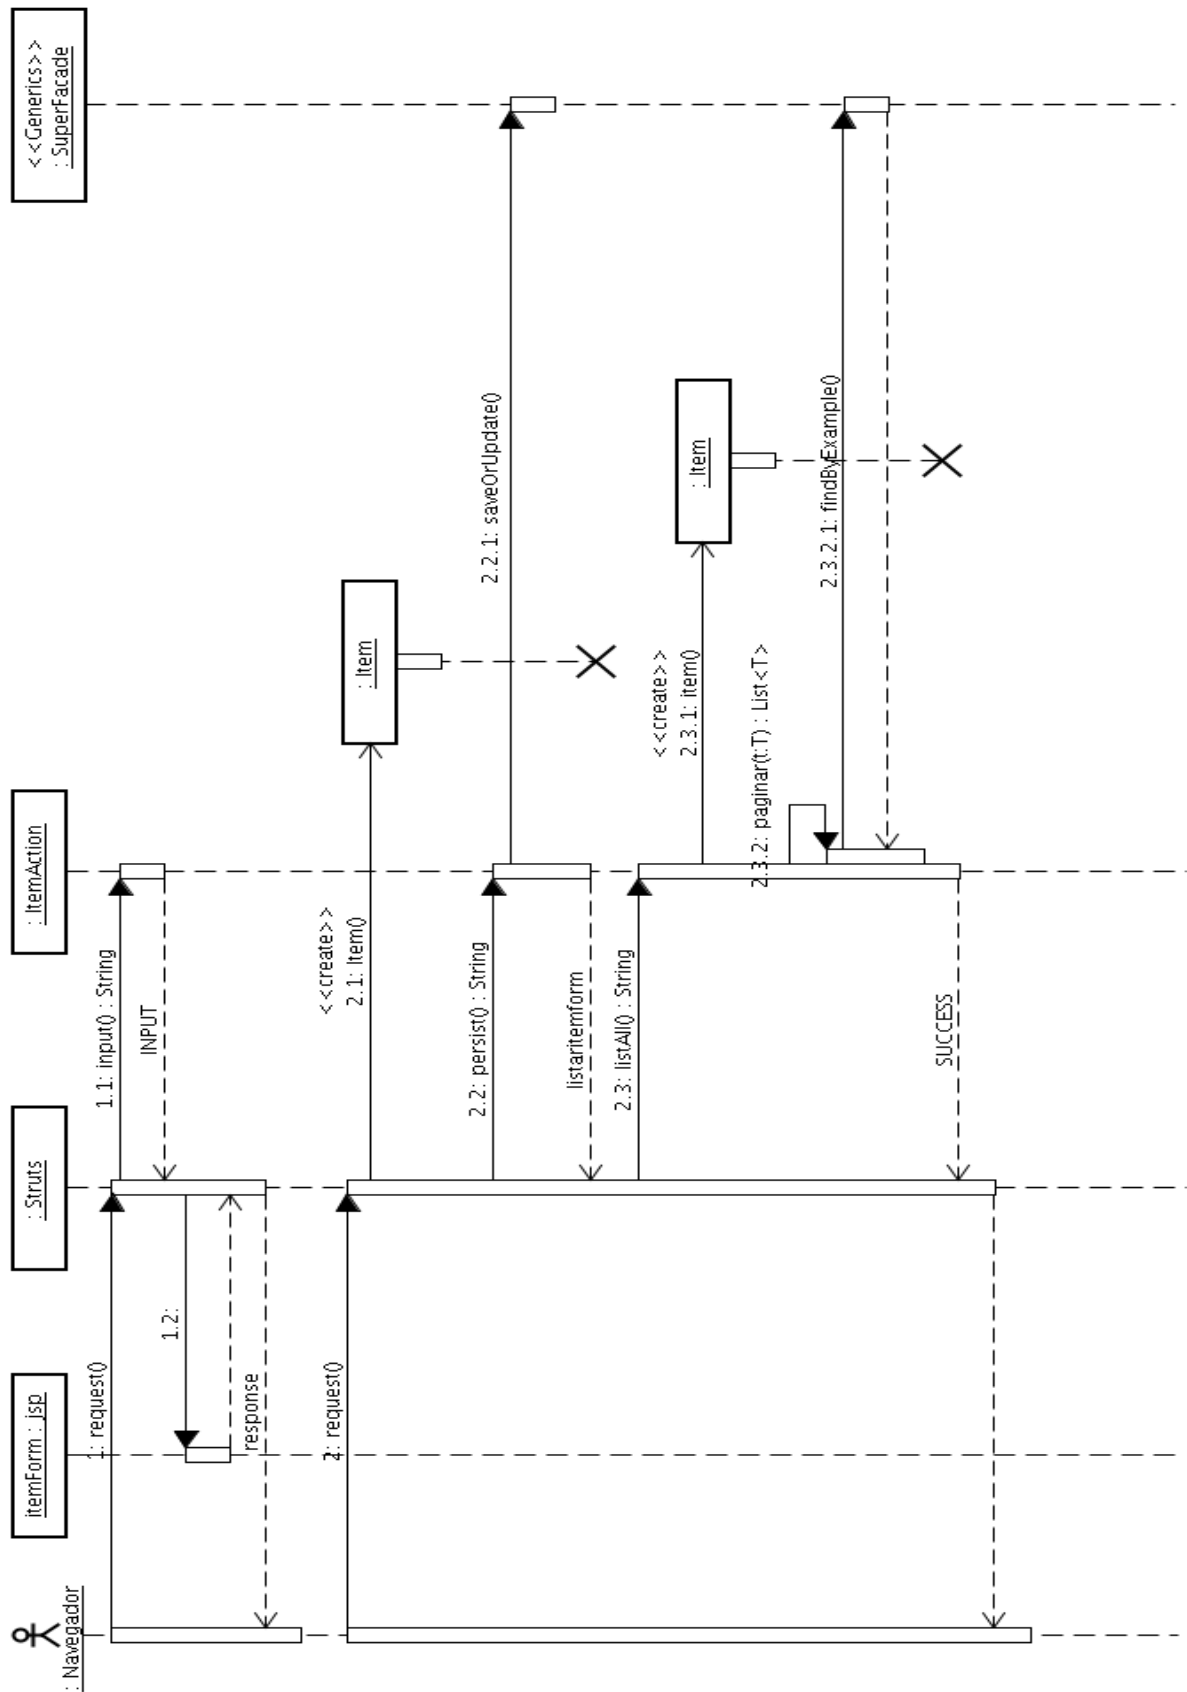 : Navegador
itemForm : jsp
: Struts
: ItemAction
<<Generics>>
: SuperFacade
1: request()
1.1: input() : String
INPUT
1.2:
response
2: request()
<<create>>
2.1: Item()
: Item
2.2: persist() : String
2.2.1: saveOrUpdate()
listaritemform
2.3: listAll() : String
<<create>>
2.3.1: item()
: Item
2.3.2: paginar(t:T) : List<T>
2.3.2.1: findByExample()
SUCCESS